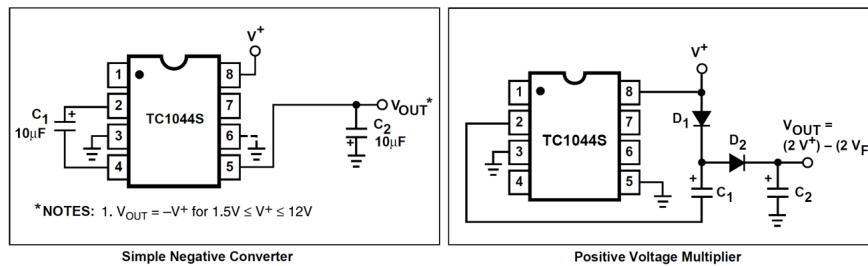 V+
1
2
3
4
8
7
6
5
TC1044S
C1
+
10µF
VOUT*
C2
+
10µF
*NOTES: 1. VOUT = –V+ for 1.5V ≤ V+ ≤ 12V
Simple Negative Converter
V+
1
2
3
4
8
7
6
5
TC1044S
D1
D2
VOUT =
(2 V+) – (2 VF
+
C1
+
C2
Positive Voltage Multiplier